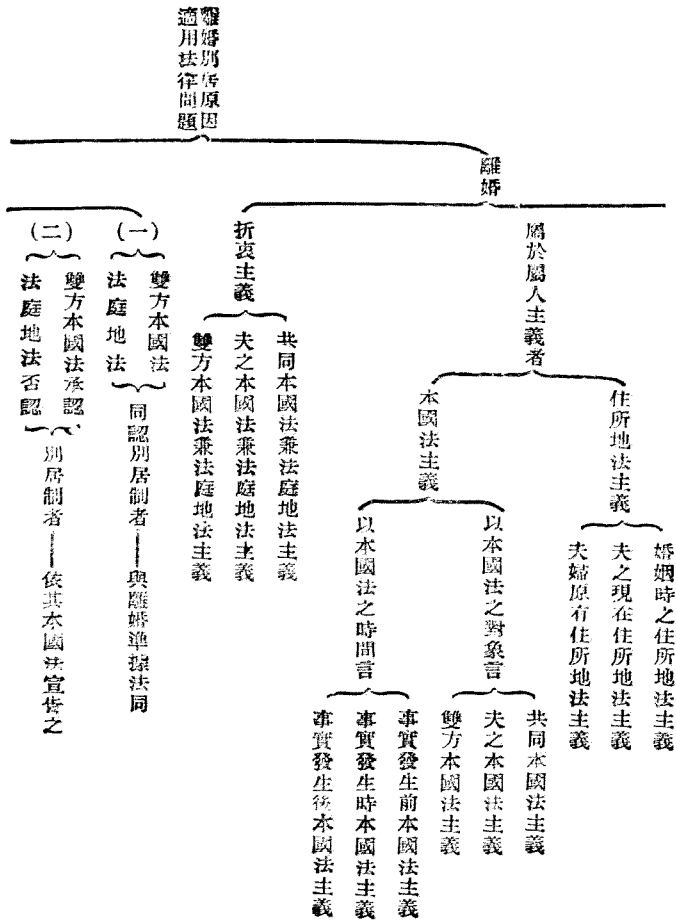 離婚別居原因
適用法律問題
離婚
屬於屬人主義者
住所地法主義
婚姻時之住所地法主義
夫之現在住所地法主義
夫婦原有住所地法主義
本國法主義
以本國法之對象言
共同本國法主義
夫之本國法主義
雙方本國法主義
以本國法之時間言
事實發生前本國法主義
事實發生時本國法主義
事實發生後本國法主義
折衷主義
共同本國法兼法庭地法主義
夫之本國法兼法庭地法主義
雙方本國法兼法庭地法主義
(一)
雙方本國法
法庭地法
同認別居制者——與離婚準據法同
(二)
雙方本國法承認
法庭地法否認
別居制者——依其本國法宣告之